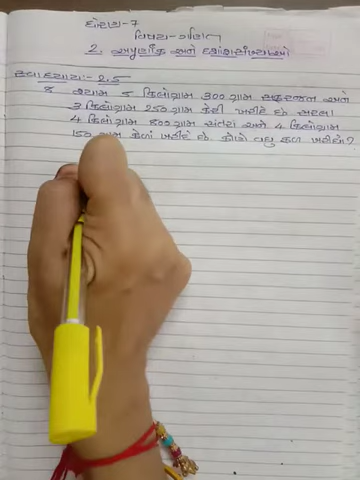 ધોરણ-7
વિષય-ગણિત
2. અપૂર્ણાંક અને દશાંશ સંખ્યાઓ
સ્વાધ્યાય:- 2.5
8 શ્યામ 5 કિલોગ્રામ 300 ગ્રામ સફરજન અને
3 કિલોગ્રામ 250 ગ્રામ કેરી ખરીદે છે. સરલા
4 કિલોગ્રામ 800 ગ્રામ સંતરા અને 4 કિલોગ્રામ
150 ગ્રામ કેળાં ખરીદે છે. કોણે વધુ ફળ ખરીદ્યા?